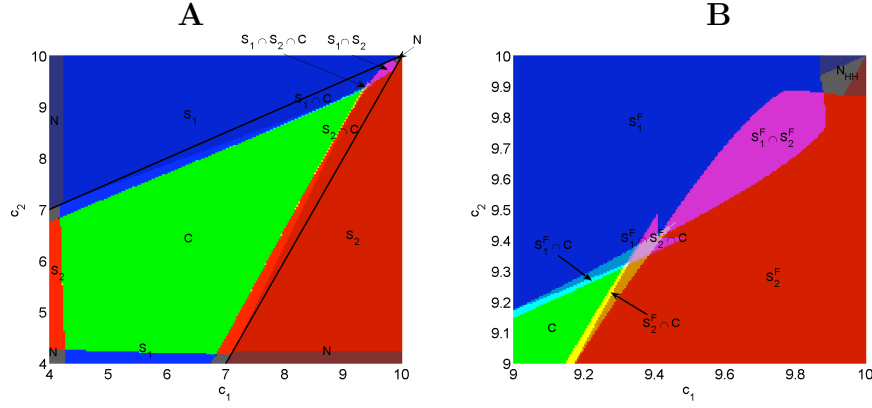 A
B
S1∩S2∩C
S1∩S2
N
10
9
8
7
6
5
4
c2
N
S1
S1∩C
S2∩C
C
S2
S2
N
S1
N
4
5
6
7
8
9
10
c1
10
9.9
9.8
9.7
9.6
9.5
9.4
9.3
9.2
9.1
9
c2
NHH
S1F
S1F∩S2F
S1F∩C
S1F∩S2F∩C
S2F
C
S2F∩C
9
9.2
9.4
9.6
9.8
10
c1